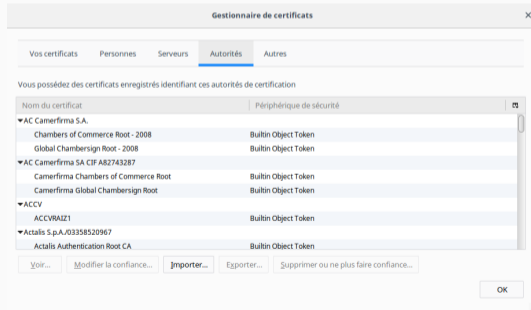 Gestionnaire de certificats
Vos certificats Personnes Serveurs Autorités Autres
Vous possédez des certificats enregistrés identifiant ces autorités de certification
Nom du certificat Périphérique de sécurité
AC Camerfirma S.A.
Chambers of Commerce Root - 2008 Builtin Object Token
Global Chambersign Root - 2008 Builtin Object Token
AC Camerfirma SA CIF A82743287
Camerfirma Chambers of Commerce Root Builtin Object Token
Camerfirma Global Chambersign Root Builtin Object Token
ACCV
ACCVRAIZ1 Builtin Object Token
Actalis S.p.A./03358520967
Actalis Authentication Root CA Builtin Object Token
Voir... Modifier la confiance... Importer... Exporter... Supprimer ou ne plus faire confiance...
OK